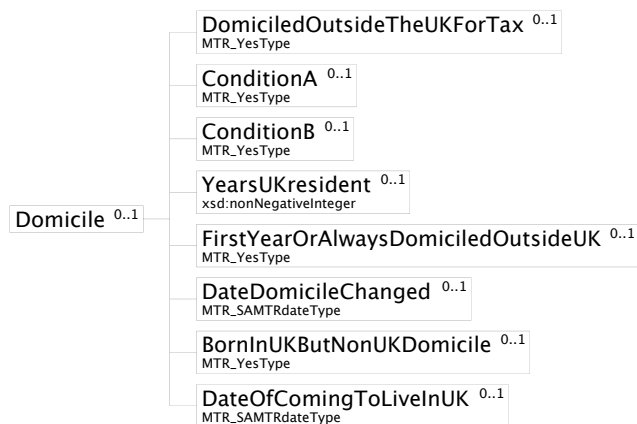 DomiciledOutsideTheUKForTax 0..1
MTR_YesType
ConditionA 0..1
MTR_YesType
ConditionB 0..1
MTR_YesType
YearsUKresident 0..1
xsd:nonNegativeInteger
Domicile 0..1
FirstYearOrAlwaysDomiciledOutsideUK 0..1
MTR_YesType
DateDomicileChanged 0..1
MTR_SAMTRdateType
BornInUKButNonUKDomicile 0..1
MTR_YesType
DateOfComingToLiveInUK 0..1
MTR_SAMTRdateType